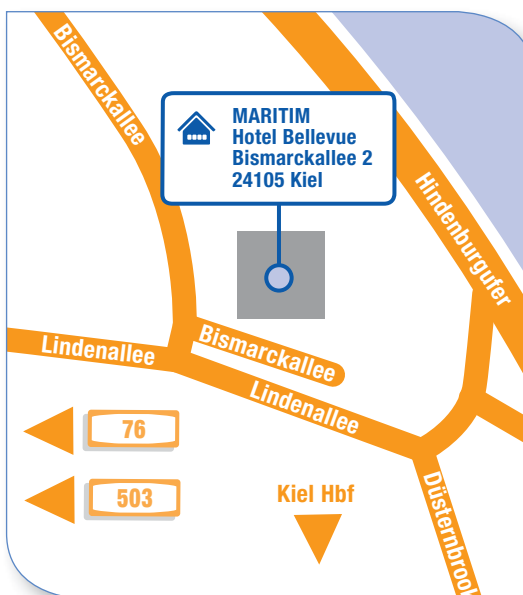 Bismarckallee
MARITIM
Hotel Bellevue
Bismarckallee 2
24105 Kiel
Hindenburgufer
Lindenallee
Bismarckallee
Lindenallee
76
503
Kiel Hbf
Düsternbrook